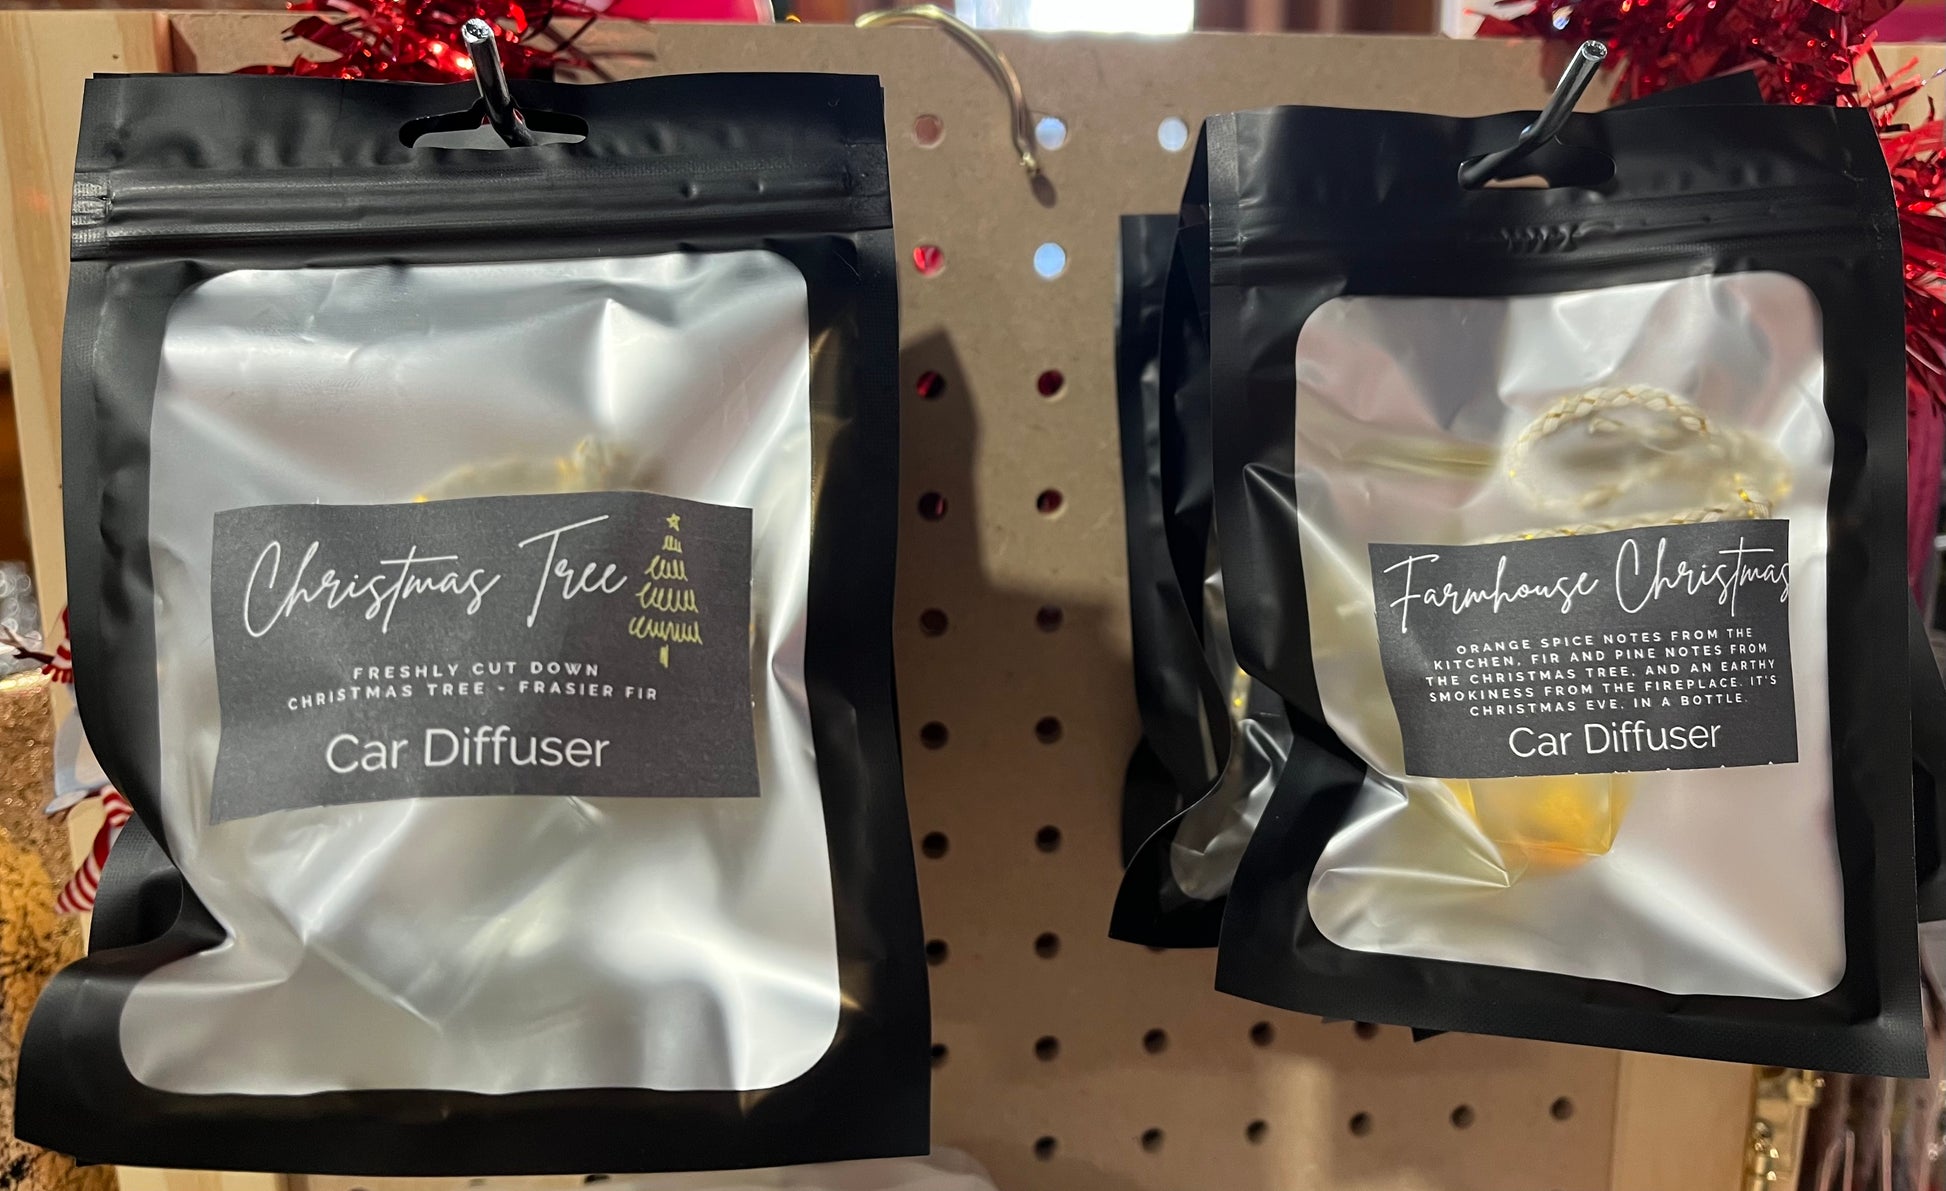 Christmas Tree
FRESHLY CUT DOWN
CHRISTMAS TREE - FRASIER FIR
Car Diffuser
Farmhouse Christmas
ORANGE SPICE NOTES FROM THE
KITCHEN, FIR AND PINE NOTES FROM
THE CHRISTMAS TREE, AND AN EARTHY
SMOKINESS FROM THE FIREPLACE. IT'S
CHRISTMAS EVE, IN A BOTTLE.
Car Diffuser